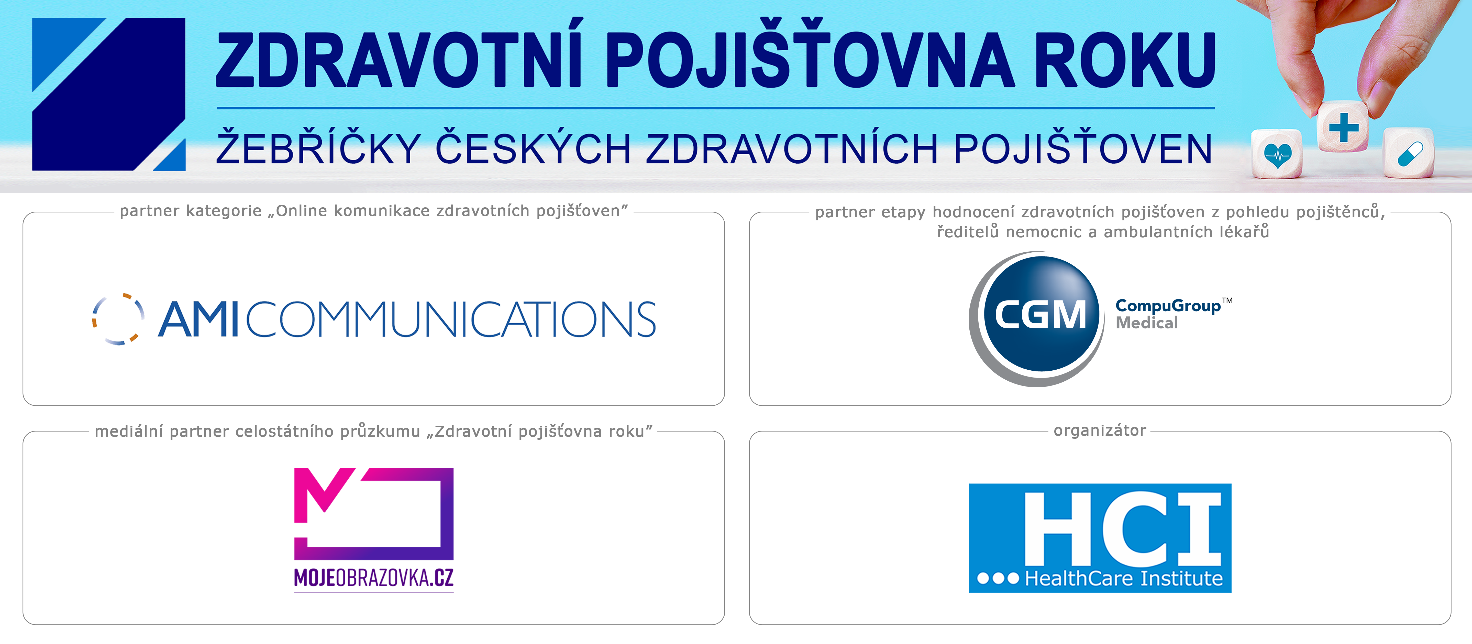 ZDRAVOTNÍ POJIŠŤOVNA ROKU
ŽEBŘÍČKY ČESKÝCH ZDRAVOTNÍCH POJIŠŤOVEN
partner kategorie „Online komunikace zdravotních pojišťoven”
AMI COMMUNICATIONS
partner etapy hodnocení zdravotních pojišťoven z pohledu pojištěnců,
ředitelů nemocnic a ambulantních lékařů
CGM
CompuGroup™
Medical
mediální partner celostátního průzkumu „Zdravotní pojišťovna roku”
MOJEOBRAZOVKA.CZ
organizátor
HCI
HealthCare Institute